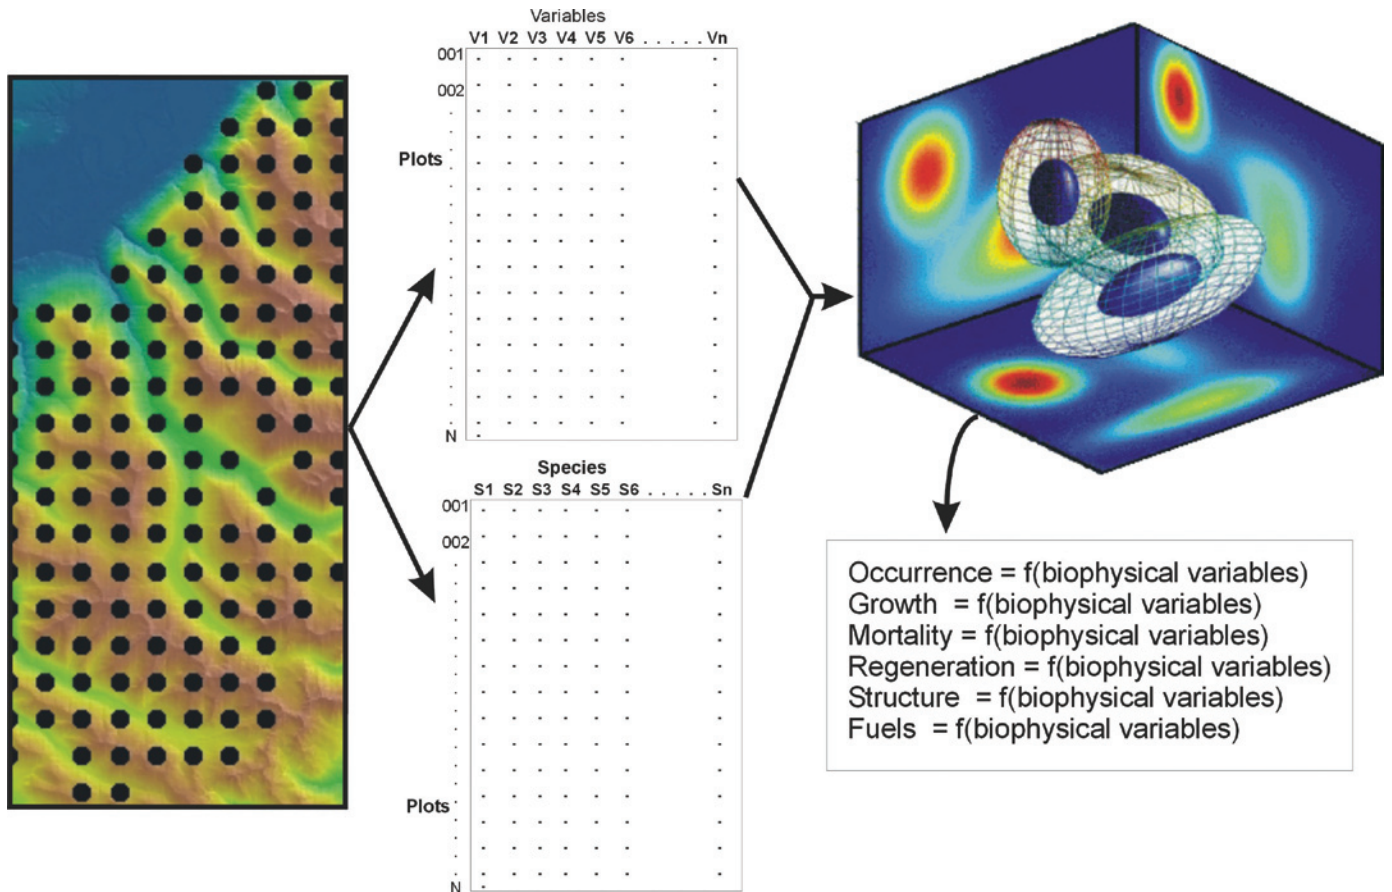 Variables
V1 V2 V3 V4 V5 V6 . . . . . Vn
001
002
Plots
N
Species
S1 S2 S3 S4 S5 S6 . . . . . . Sn
001
002
Plots
N
Occurrence = f(biophysical variables)
Growth = f(biophysical variables)
Mortality = f(biophysical variables)
Regeneration = f(biophysical variables)
Structure = f(biophysical variables)
Fuels = f(biophysical variables)